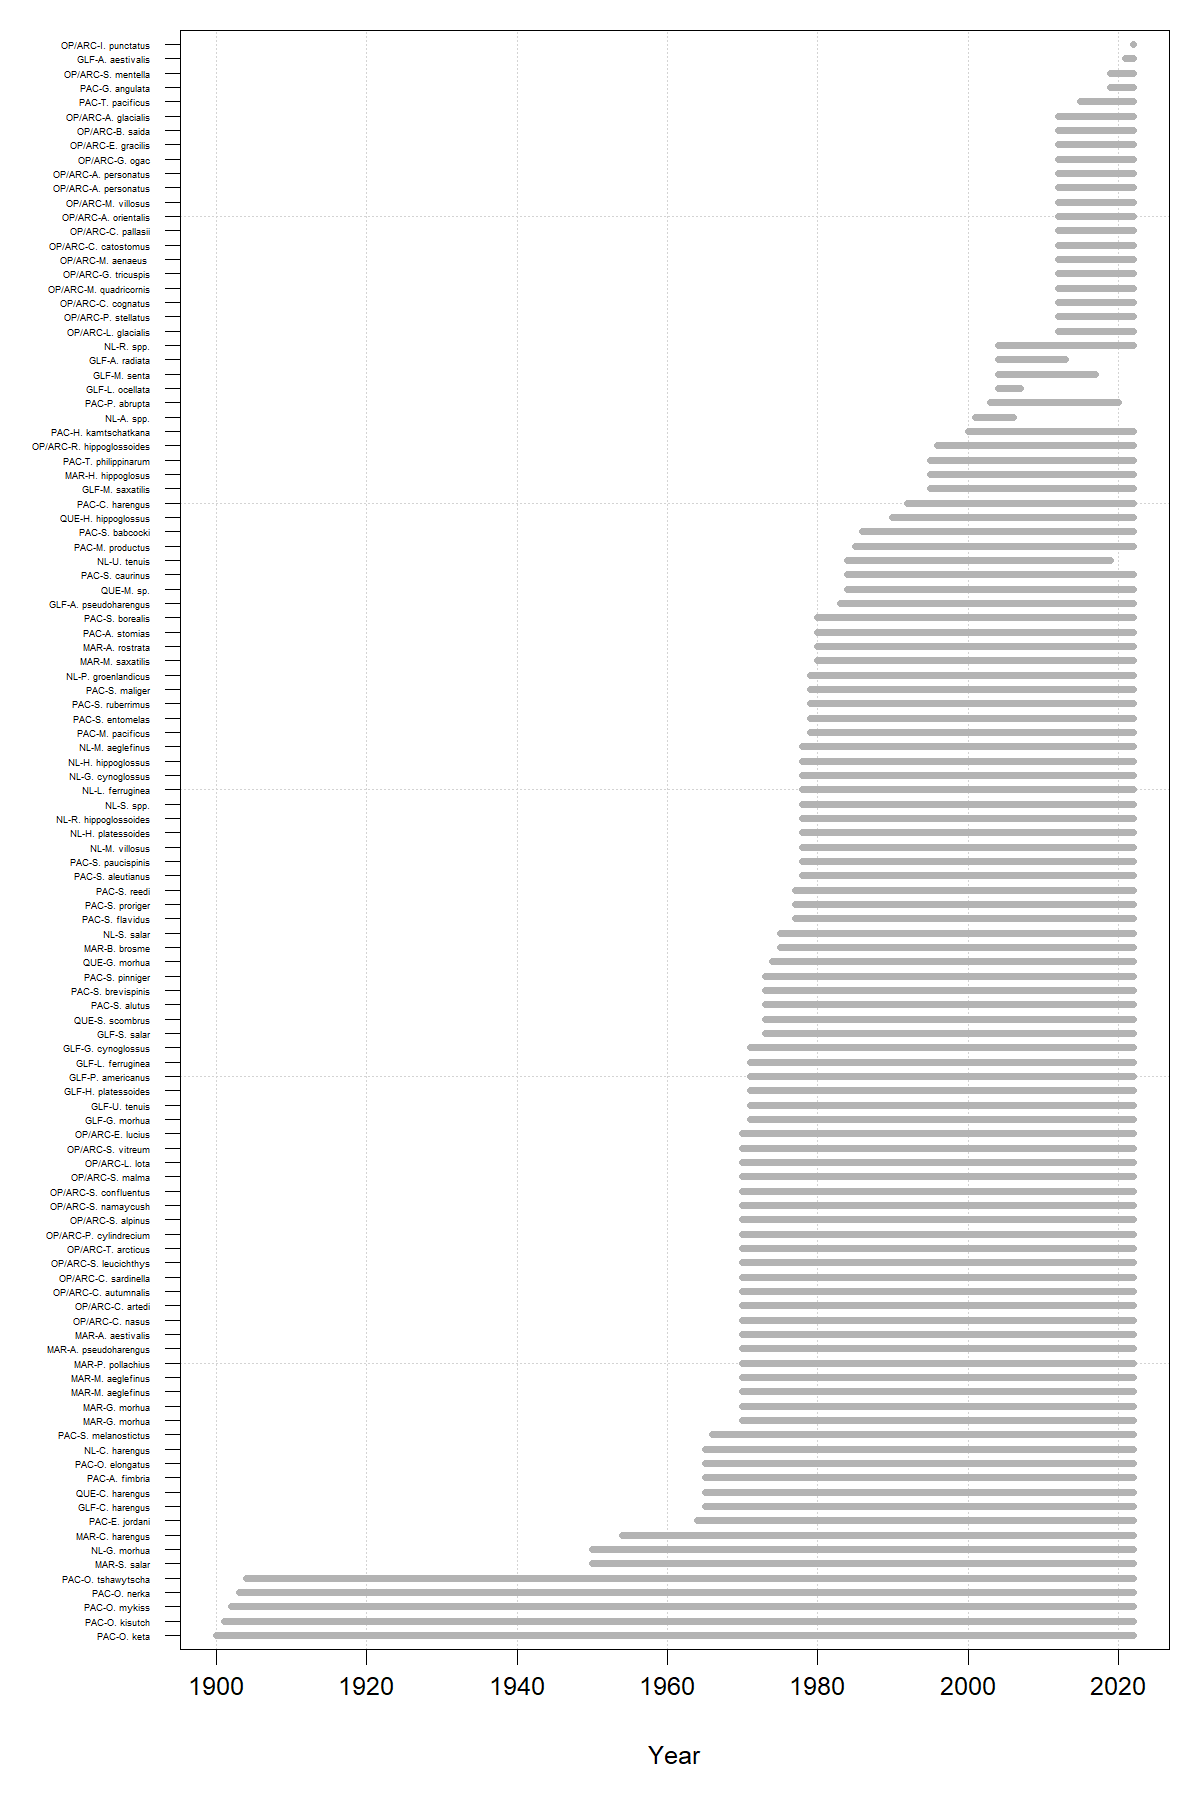 OP/ARC-I. punctatus
GLF-A. aestivalis
OP/ARC-S. mentella
PAC-G. angulata
PAC-T. pacificus
OP/ARC-A. glacialis
OP/ARC-B. saida
OP/ARC-E. gracilis
OP/ARC-G. ogac
OP/ARC-A. personatus
OP/ARC-A. personatus
OP/ARC-M. villosus
OP/ARC-A. orientalis
OP/ARC-C. pallasii
OP/ARC-C. catostomus
OP/ARC-M. aenaeus
OP/ARC-G. tricuspis
OP/ARC-M. quadricornis
OP/ARC-C. cognatus
OP/ARC-P. stellatus
OP/ARC-L. glacialis
NL-R. spp.
GLF-A. radiata
GLF-M. senta
GLF-L. ocellata
PAC-P. abrupta
NL-A. spp.
PAC-H. kamtschatkana
OP/ARC-R. hippoglossoides
PAC-T. philippinarum
MAR-H. hippoglosus
GLF-M. saxatilis
PAC-C. harengus
QUE-H. hippoglossus
PAC-S. babcocki
PAC-M. productus
NL-U. tenuis
PAC-S. caurinus
QUE-M. sp.
GLF-A. pseudoharengus
PAC-S. borealis
PAC-A. stomias
MAR-A. rostrata
MAR-M. saxatilis
NL-P. groenlandicus
PAC-S. maliger
PAC-S. ruberrimus
PAC-S. entomelas
PAC-M. pacificus
NL-M. aeglefinus
NL-H. hippoglossus
NL-G. cynoglossus
NL-L. ferruginea
NL-S. spp.
NL-R. hippoglossoides
NL-H. platessoides
NL-M. villosus
PAC-S. paucispinis
PAC-S. aleutianus
PAC-S. reedi
PAC-S. proriger
PAC-S. flavidus
NL-S. salar
MAR-B. brosme
QUE-G. morhua
PAC-S. pinniger
PAC-S. brevispinis
PAC-S. alutus
QUE-S. scombrus
GLF-S. salar
GLF-G. cynoglossus
GLF-L. ferruginea
GLF-P. americanus
GLF-H. platessoides
GLF-U. tenuis
GLF-G. morhua
OP/ARC-E. lucius
OP/ARC-S. vitreum
OP/ARC-L. lota
OP/ARC-S. malma
OP/ARC-S. confluentus
OP/ARC-S. namaycush
OP/ARC-S. alpinus
OP/ARC-P. cylindrecium
OP/ARC-T. arcticus
OP/ARC-S. leucichthys
OP/ARC-C. sardinella
OP/ARC-C. autumnalis
OP/ARC-C. artedi
OP/ARC-C. nasus
MAR-A. aestivalis
MAR-A. pseudoharengus
MAR-P. pollachius
MAR-M. aeglefinus
MAR-M. aeglefinus
MAR-G. morhua
MAR-G. morhua
PAC-S. melanostictus
NL-C. harengus
PAC-O. elongatus
PAC-A. fimbria
QUE-C. harengus
GLF-C. harengus
PAC-E. jordani
MAR-C. harengus
NL-G. morhua
MAR-S. salar
PAC-O. tshawytscha
PAC-O. nerka
PAC-O. mykiss
PAC-O. kisutch
PAC-O. keta
1900 1920 1940 1960 1980 2000 2020
Year